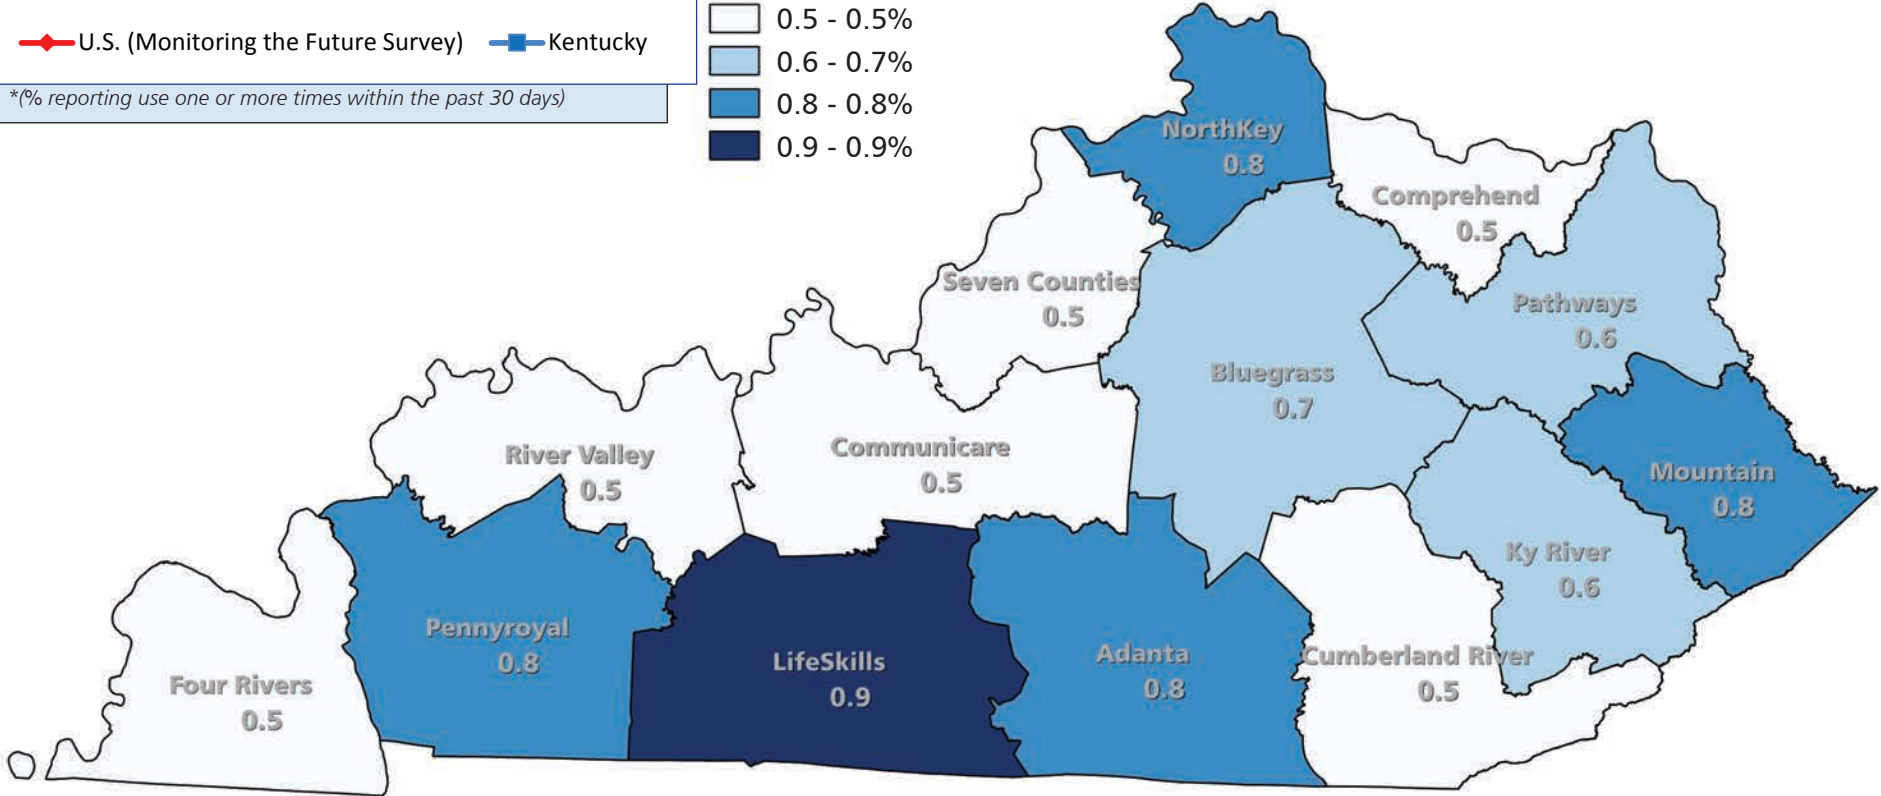 U.S. (Monitoring the Future Survey) Kentucky
*(% reporting use one or more times within the past 30 days)
0.5 - 0.5%
0.6 - 0.7%
0.8 - 0.8%
0.9 - 0.9%
NorthKey
0.8
Comprehend
0.5
Seven Counties
0.5
Pathways
0.6
Bluegrass
0.7
River Valley
0.5
Communicare
0.5
Mountain
0.8
Ky River
0.6
Pennyroyal
0.8
LifeSkills
0.9
Adanta
0.8
Cumberland River
0.5
Four Rivers
0.5